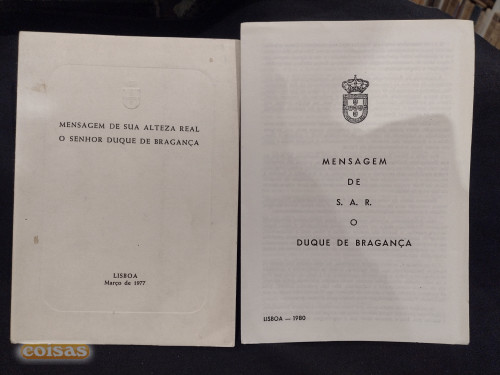 MENSAGEM DE SUA ALTEZA REAL
O SENHOR DUQUE DE BRAGANÇA
LISBOA
Março de 1977
MENSAGEM
DE
S. A. R.
O
DUQUE DE BRAGANÇA
LISBOA — 1980
coisas